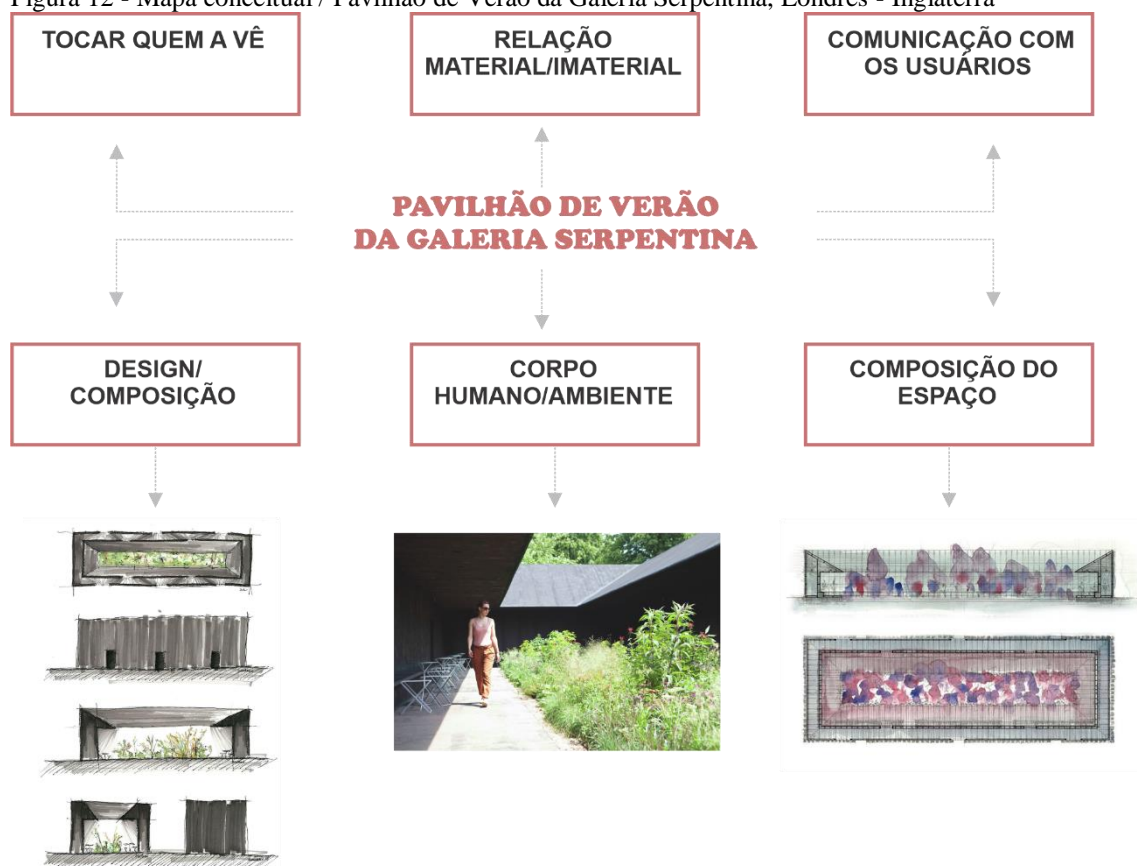 Figura 12 - Mapa conceitual / Pavilhão de Verão da Galeria Serpentina, Londres - Inglaterra
TOCAR QUEM A VÊ
RELAÇÃO
MATERIAL/IMATERIAL
COMUNICAÇÃO COM
OS USUÁRIOS
PAVILHÃO DE VERÃO
DA GALERIA SERPENTINA
DESIGN/
COMPOSIÇÃO
CORPO
HUMANO/AMBIENTE
COMPOSIÇÃO DO
ESPAÇO